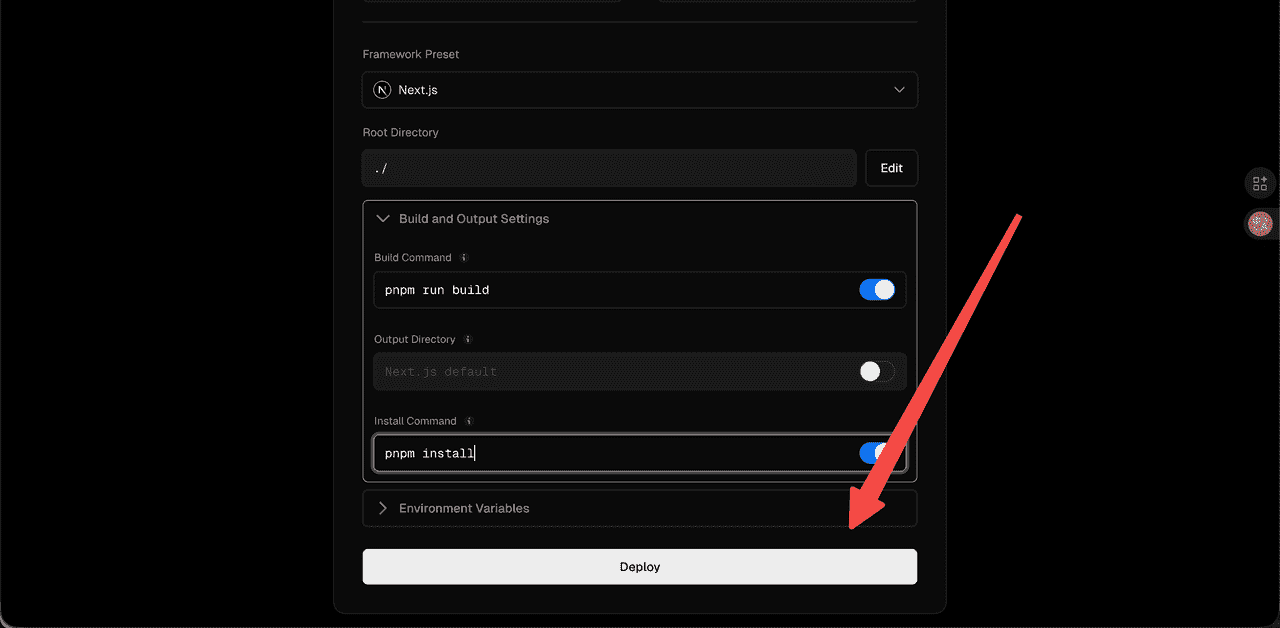 Framework Preset
Next.js
Root Directory
./
Edit
Build and Output Settings
Build Command
pnpm run build
Output Directory
Next.js default
Install Command
pnpm install
Environment Variables
Deploy